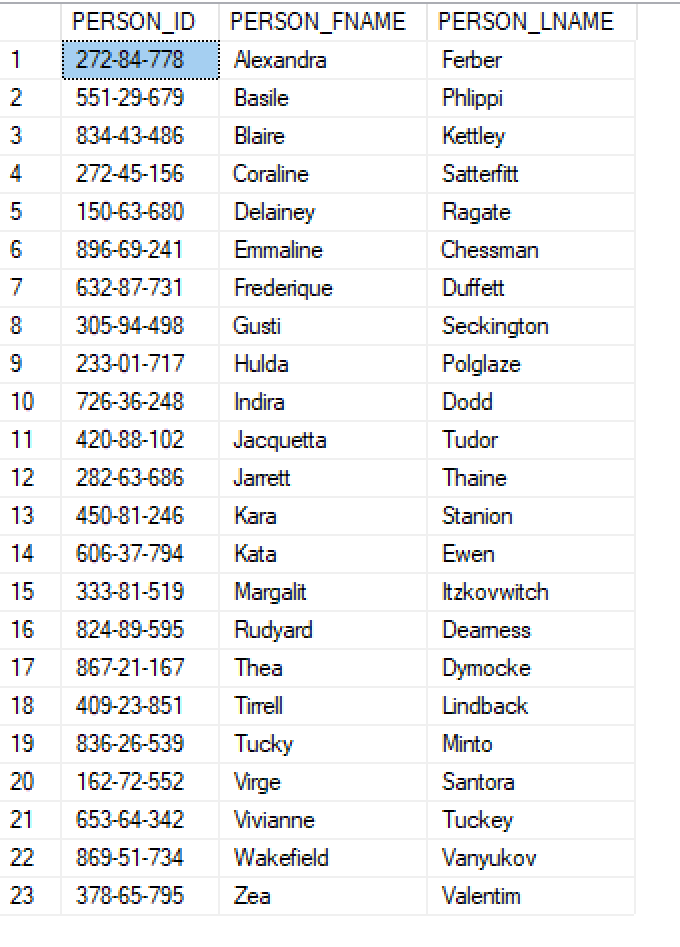 PERSON_ID PERSON_FNAME PERSON_LNAME
1 272-84-778 Alexandra Ferber
2 551-29-679 Basile Phlippi
3 834-43-486 Blaire Kettley
4 272-45-156 Coraline Satterfitt
5 150-63-680 Delainey Ragate
6 896-69-241 Emmaline Chessman
7 632-87-731 Frederique Duffett
8 305-94-498 Gusti Seckington
9 233-01-717 Hulda Polglaze
10 726-36-248 Indira Dodd
11 420-88-102 Jacquetta Tudor
12 282-63-686 Jarrett Thaine
13 450-81-246 Kara Stanion
14 606-37-794 Kata Ewen
15 333-81-519 Margalit Itzkovwitch
16 824-89-595 Rudyard Dearness
17 867-21-167 Thea Dymocke
18 409-23-851 Tirrell Lindback
19 836-26-539 Tucky Minto
20 162-72-552 Virge Santora
21 653-64-342 Vivianne Tuckey
22 869-51-734 Wakefield Vanyukov
23 378-65-795 Zea Valentim